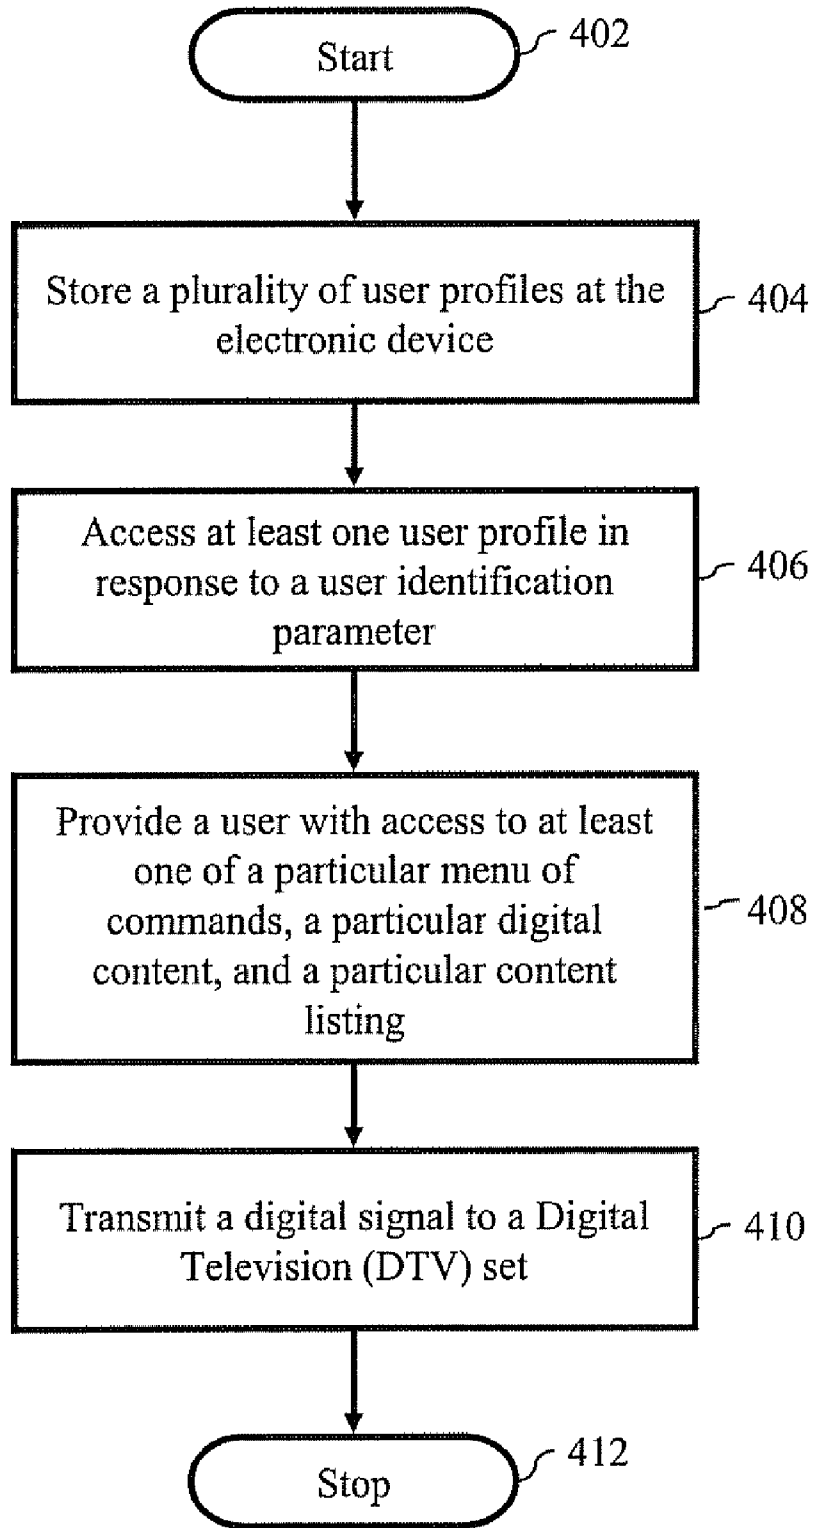 Start
402
Store a plurality of user profiles at the
electronic device
404
Access at least one user profile in
response to a user identification
parameter
406
Provide a user with access to at least
one of a particular menu of
commands, a particular digital
content, and a particular content
listing
408
Transmit a digital signal to a Digital
Television (DTV) set
410
Stop
412